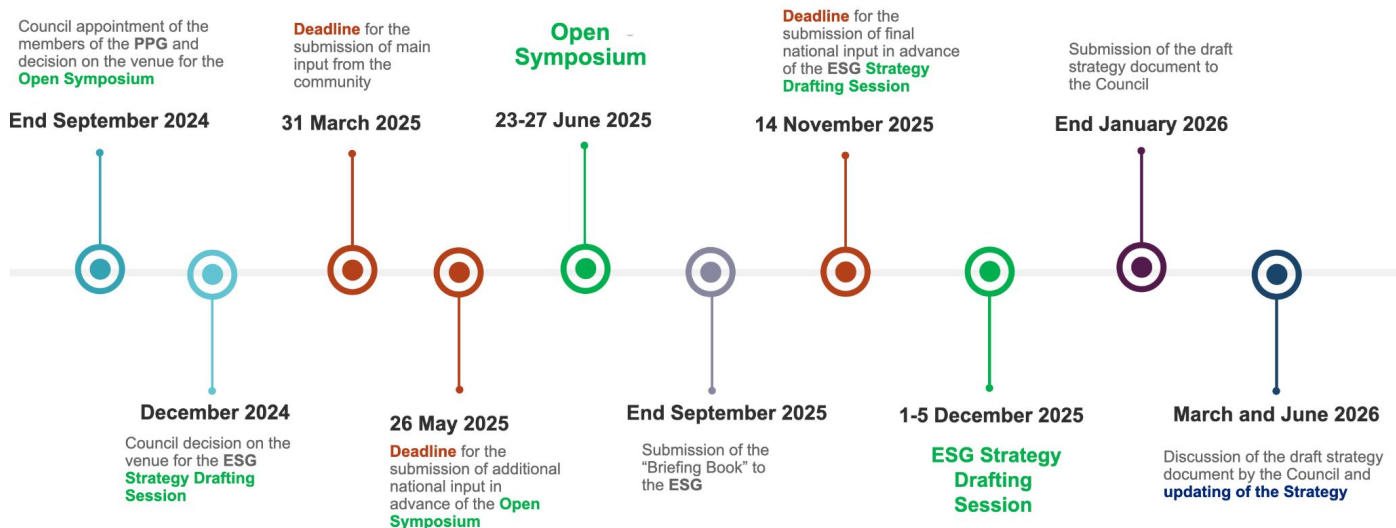 Council appointment of the
members of the PPG and
decision on the venue for the
Open Symposium
End September 2024
Deadline for the
submission of main
input from the
community
31 March 2025
Open
Symposium
23-27 June 2025
Deadline for the
submission of final
national input in advance
of the ESG Strategy
Drafting Session
14 November 2025
Submission of the draft
strategy document to
the Council
End January 2026
December 2024
Council decision on the
venue for the ESG
Strategy Drafting
Session
26 May 2025
Deadline for the
submission of additional
national input in
advance of the Open
Symposium
End September 2025
Submission of the
“Briefing Book” to
the ESG
1-5 December 2025
ESG Strategy
Drafting
Session
March and June 2026
Discussion of the draft strategy
document by the Council and
updating of the Strategy